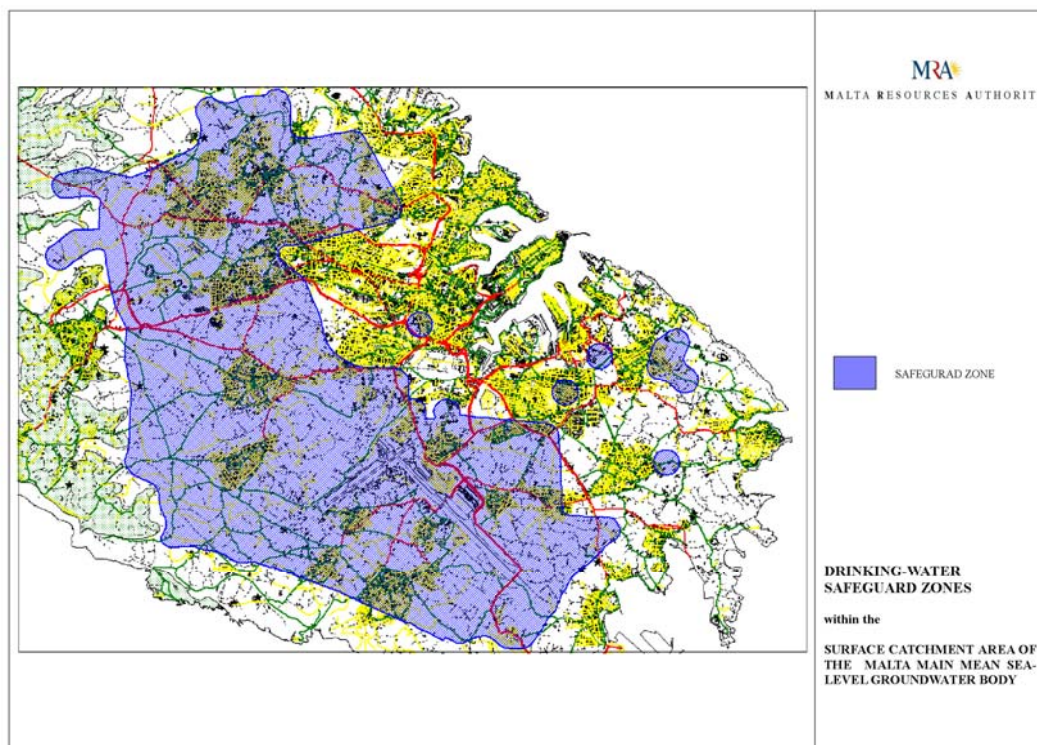 MRA
MALTA RESOURCES AUTHORIT
SAFEGURAD ZONE
DRINKING-WATER
SAFEGUARD ZONES
within the
SURFACE CATCHMENT AREA OF
THE MALTA MAIN MEAN SEA-
LEVEL GROUNDWATER BODY